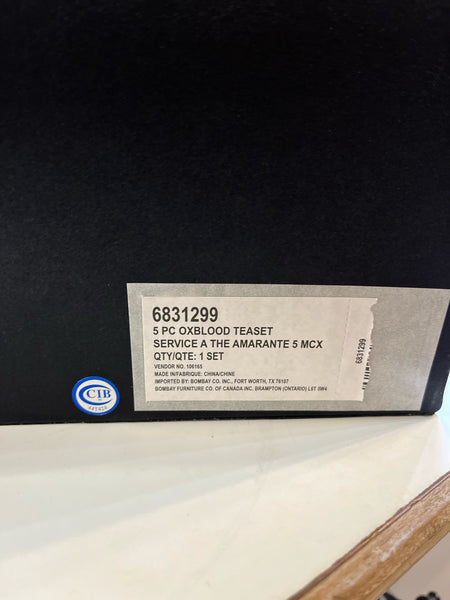 6831299
5 PC OXBLOOD TEASET
SERVICE A THE AMARANTE 5 MCX
QTY/QTE: 1 SET
VENDOR NO. 106165
MADE IN/FABRIQUE: CHINA/CHINE
IMPORTED BY: BOMBAY CO. INC., FORT WORTH, TX 76107
BOMBAY FURNITURE CO. OF CANADA INC. BRAMPTON (ONTARIO) L6T 5W4
6831299
CIB